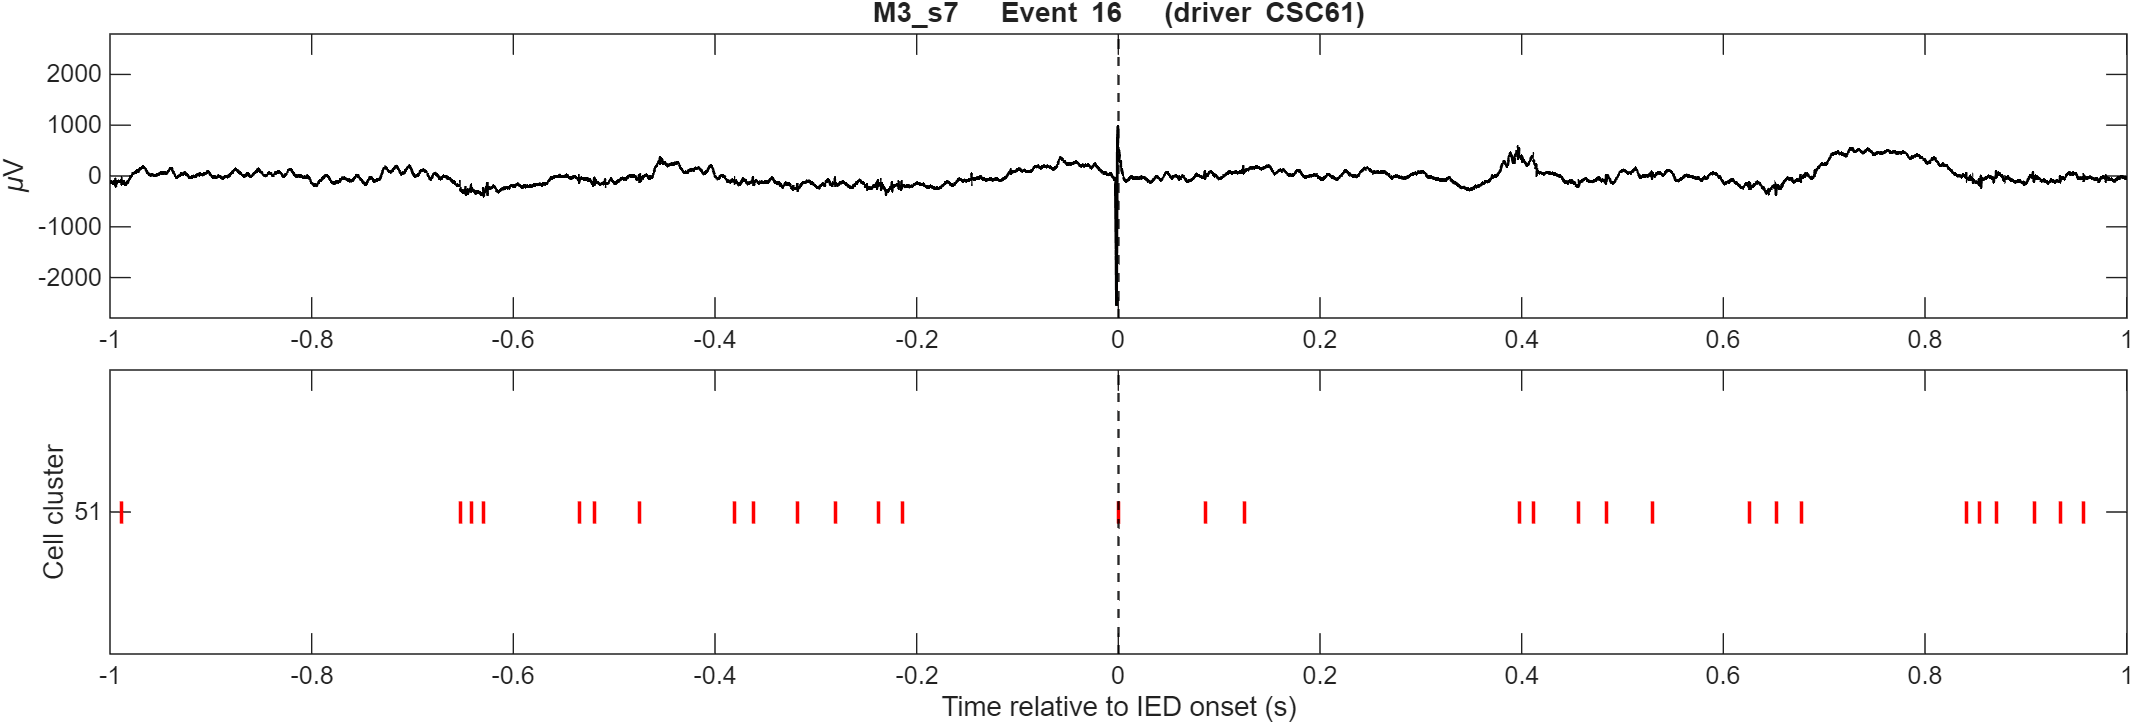 M3_s7 Event 16 (driver CSC61)
µV
2000
1000
0
-1000
-2000
-1 -0.8 -0.6 -0.4 -0.2 0 0.2 0.4 0.6 0.8 1
Cell cluster
51
-1 -0.8 -0.6 -0.4 -0.2 0 0.2 0.4 0.6 0.8 1
Time relative to IED onset (s)